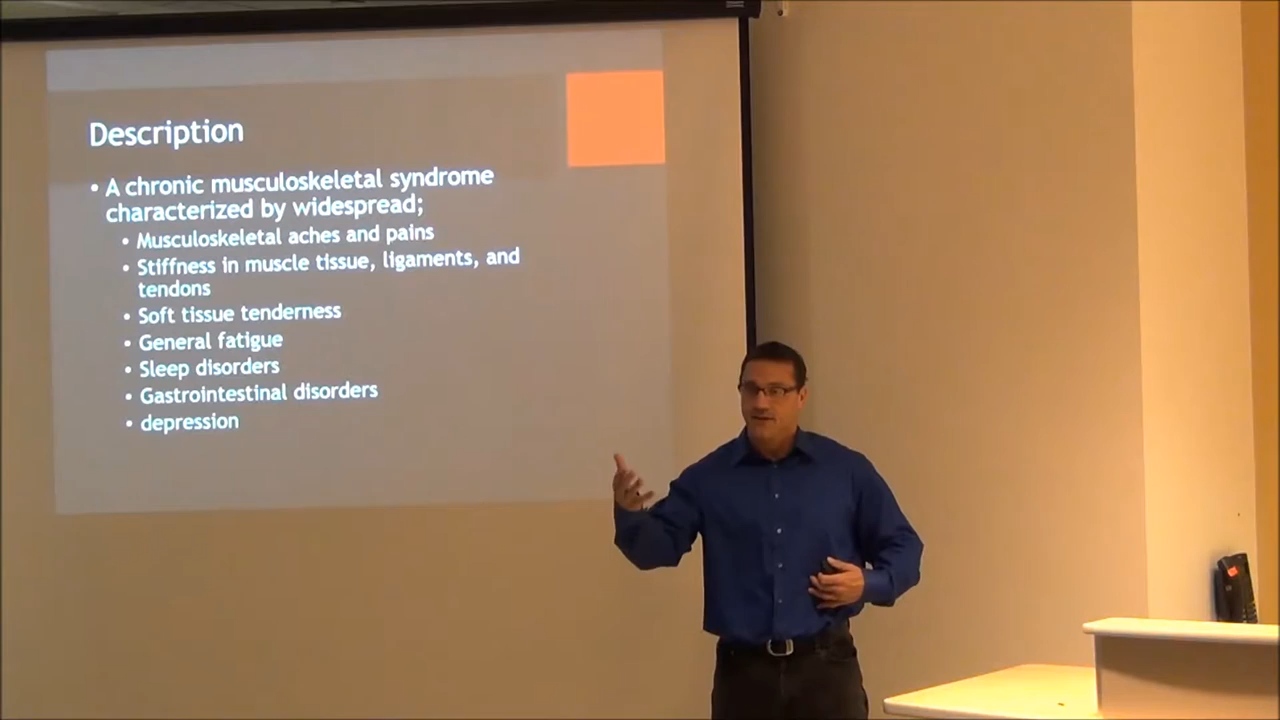 Description
• A chronic musculoskeletal syndrome
characterized by widespread;
• Musculoskeletal aches and pains
• Stiffness in muscle tissue, ligaments, and
tendons
• Soft tissue tenderness
• General fatigue
• Sleep disorders
• Gastrointestinal disorders
• depression